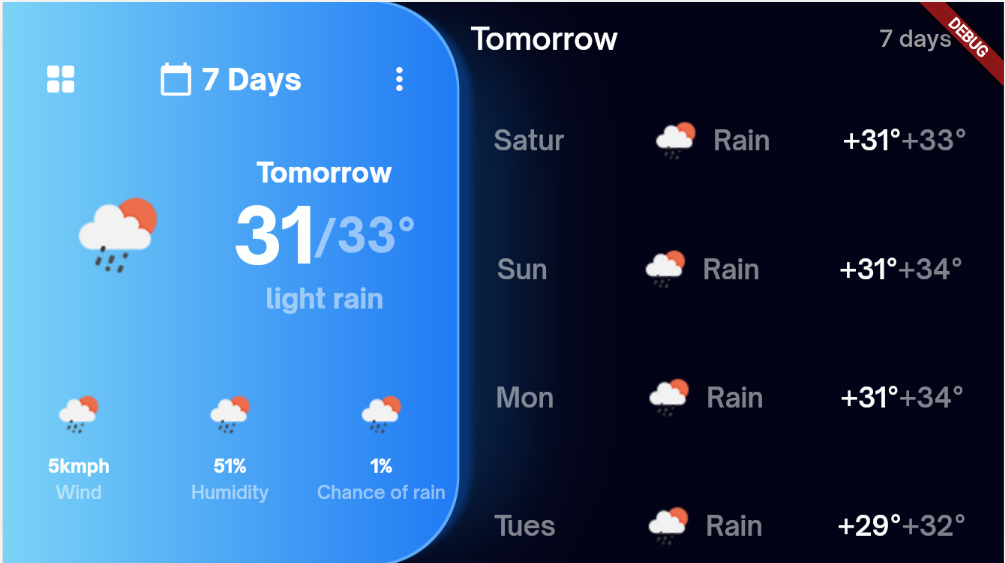 7 Days
Tomorrow
31/33°
light rain
5kmph 51% 1%
Wind Humidity Chance of rain
Tomorrow 7 days
DEBUG
Satur Rain +31°+33°
Sun Rain +31°+34°
Mon Rain +31°+34°
Tues Rain +29°+32°